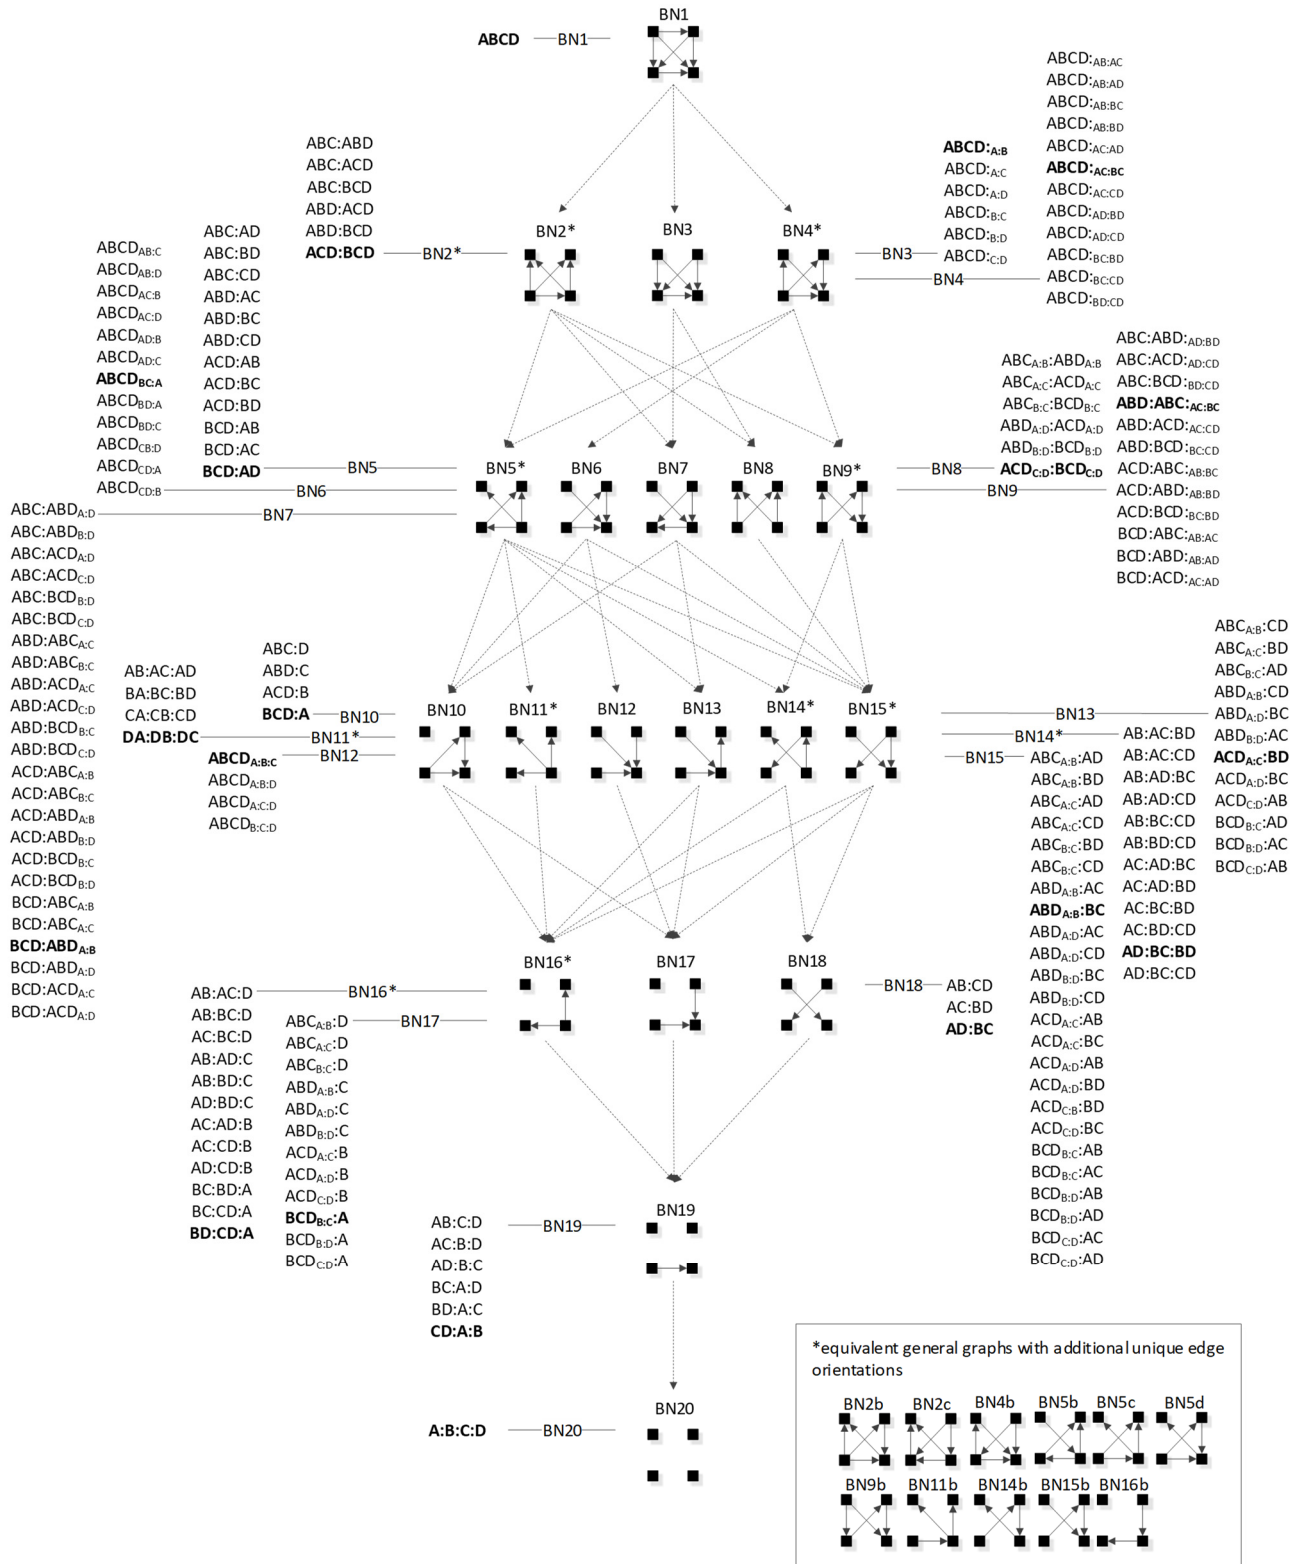 BN1
ABCD
BN1
ABCD:AB:AC
ABCD:AB:AD
ABCD:AB:BC
ABCD:AB:BD
ABCD:AC:AD
ABCD:AC:BC
ABCD:AC:CD
ABCD:AD:BD
ABCD:AD:CD
ABCD:BC:BD
ABCD:BC:CD
ABCD:BD:CD
ABCD:A:B
ABCD:A:C
ABCD:A:D
ABCD:B:C
ABCD:B:D
ABCD:C:D
BN3
BN4
ABC:ABD
ABC:ACD
ABC:BCD
ABD:ACD
ABD:BCD
ACD:BCD
BN2*
BN2*
BN3
BN4*
ABC:AD
ABC:BD
ABC:CD
ABD:AC
ABD:BC
ABD:CD
ACD:AB
ACD:BC
ACD:BD
BCD:AB
BCD:AC
BCD:AD
BN5
ABCDAB:C
ABCDAB:D
ABCDAC:B
ABCDAC:D
ABCDAD:B
ABCDAD:C
ABCDBC:A
ABCDBD:A
ABCDBD:C
ABCDCB:D
ABCDCD:A
ABCDCD:B
BN6
BN7
BN5*
BN6
BN7
BN8
BN9*
BN8
BN9
ABCA:B:ABDA:B
ABCA:C:ACDA:C
ABCB:C:BCDB:C
ABDA:D:ACDA:D
ABDB:D:BCDB:D
ACDC:D:BCDC:D
ABC:ABD:AD:BD
ABC:ACD:AD:CD
ABC:BCD:BD:CD
ABD:ABC:AC:BC
ABD:ACD:AC:CD
ABD:BCD:BC:CD
ACD:ABC:AB:BC
ACD:ABD:AB:BD
ACD:BCD:BC:BD
BCD:ABC:AB:AC
BCD:ABD:AB:AD
BCD:ACD:AC:AD
ABC:ABDA:D
ABC:ABDB:D
ABC:ACDA:D
ABC:ACDC:D
ABC:BCDB:D
ABC:BCDC:D
ABD:ABCA:C
ABD:ABCB:C
ABD:ACDA:C
ABD:ACDC:D
ABD:BCDB:C
ABD:BCDC:D
ACD:ABCA:B
ACD:ABCB:C
ACD:ABDA:B
ACD:ABDB:D
ACD:BCDB:C
ACD:BCDB:D
BCD:ABCA:B
BCD:ABCA:C
BCD:ABDA:B
BCD:ABDA:D
BCD:ACDA:C
BCD:ACDA:D
AB:AC:AD
BA:BC:BD
CA:CB:CD
DA:DB:DC
BN11*
ABC:D
ABD:C
ACD:B
BCD:A
BN10
ABCDA:B:C
ABCDA:B:D
ABCDA:C:D
ABCDB:C:D
BN12
BN10
BN11*
BN12
BN13
BN14*
BN15*
BN13
BN14*
BN15
ABCA:B:CD
ABCA:C:BD
ABCB:C:AD
ABDA:B:CD
ABDA:D:BC
ABDB:D:AC
ACDA:C:BD
ACDA:D:BC
ACDC:D:AB
BCDB:C:AD
BCDB:D:AC
BCDC:D:AB
AB:AC:BD
AB:AC:CD
AB:AD:BC
AB:AD:CD
AB:BC:CD
AB:BD:CD
AC:AD:BC
AC:AD:BD
AC:BC:BD
AC:BD:CD
AD:BC:BD
AD:BC:CD
ABCA:B:AD
ABCA:B:BD
ABCA:C:AD
ABCA:C:CD
ABCB:C:BD
ABCB:C:CD
ABDA:B:AC
ABDA:B:BC
ABDA:D:AC
ABDA:D:CD
ABDB:D:BC
ABDB:D:CD
ACDA:C:AB
ACDA:C:BC
ACDA:D:AB
ACDA:D:BD
ACDC:B:BD
ACDC:D:BC
BCDB:C:AB
BCDB:C:AC
BCDB:D:AB
BCDB:D:AD
BCDC:D:AC
BCDC:D:AD
BN16*
BN17
BN18
BN18
AB:CD
AC:BD
AD:BC
AB:AC:D
AB:BC:D
AC:BC:D
AB:AD:C
AB:BD:C
AD:BD:C
AC:AD:B
AC:CD:B
AD:CD:B
BC:BD:A
BC:CD:A
BD:CD:A
BN16*
BN17
ABCA:B:D
ABCA:C:D
ABCB:C:D
ABDA:B:C
ABDA:D:C
ABDB:D:C
ACDA:C:B
ACDA:D:B
ACDC:D:B
BCDB:C:A
BCDB:D:A
BCDC:D:A
AB:C:D
AC:B:D
AD:B:C
BC:A:D
BD:A:C
CD:A:B
BN19
BN19
A:B:C:D
BN20
BN20
*equivalent general graphs with additional unique edge
orientations
BN2b
BN2c
BN4b
BN5b
BN5c
BN5d
BN9b
BN11b
BN14b
BN15b
BN16b